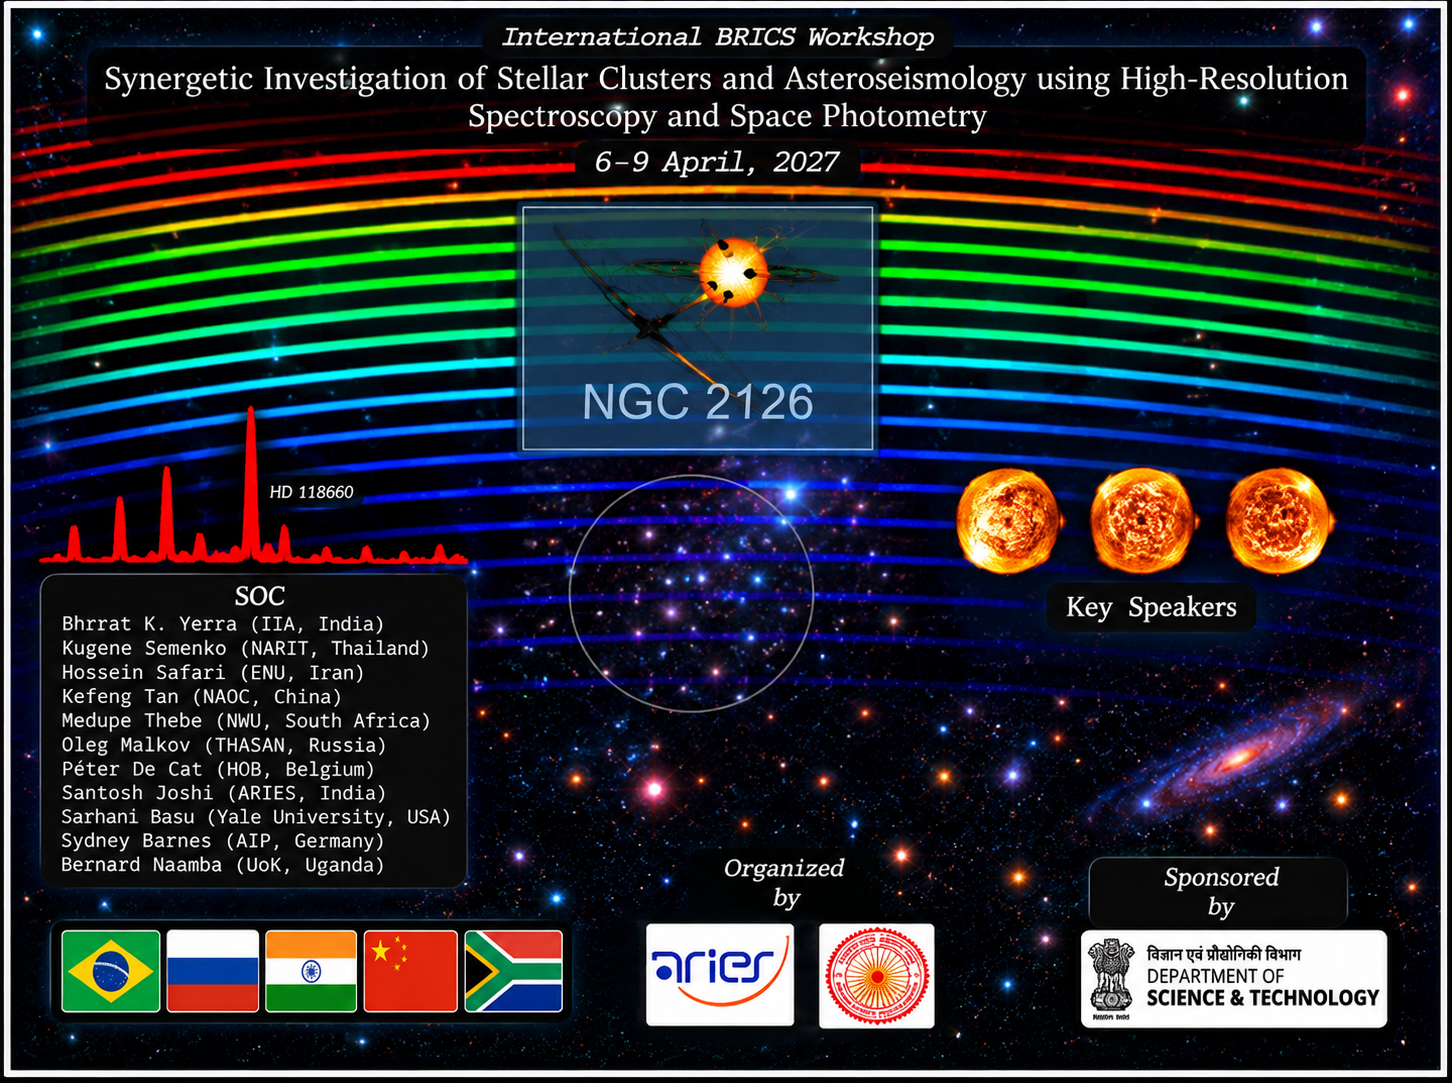 International BRICS Workshop
Synergetic Investigation of Stellar Clusters and Asteroseismology using High-Resolution
Spectroscopy and Space Photometry
6-9 April, 2027
NGC 2126
HD 118660
SOC
Bhrrat K. Yerra (IIA, India)
Kugene Semenko (NARIT, Thailand)
Hossein Safari (ENU, Iran)
Kefeng Tan (NAOC, China)
Medupe Thebe (NWU, South Africa)
Oleg Malkov (THASAN, Russia)
Péter De Cat (HOB, Belgium)
Santosh Joshi (ARIES, India)
Sarhani Basu (Yale University, USA)
Sydney Barnes (AIP, Germany)
Bernard Naamba (UoK, Uganda)
Key Speakers
Organized
by
aries
Sponsored
by
विज्ञान एवं प्रौद्योगिकी विभाग
DEPARTMENT OF
SCIENCE & TECHNOLOGY